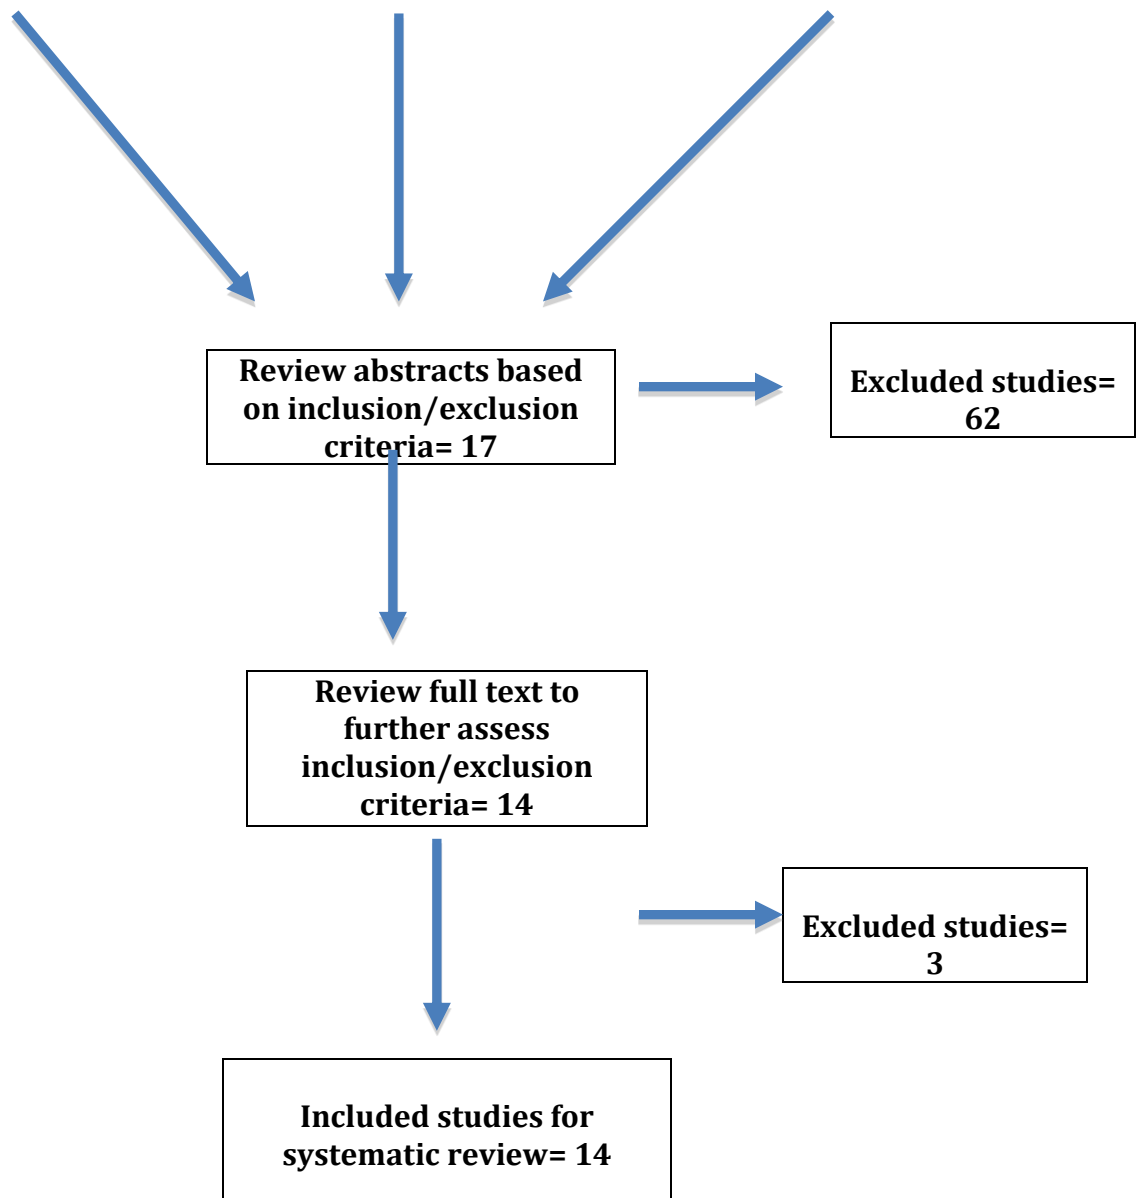 Review abstracts based
on inclusion/exclusion
criteria= 17
Excluded studies=
62
Review full text to
further assess
inclusion/exclusion
criteria= 14
Excluded studies=
3
Included studies for
systematic review= 14